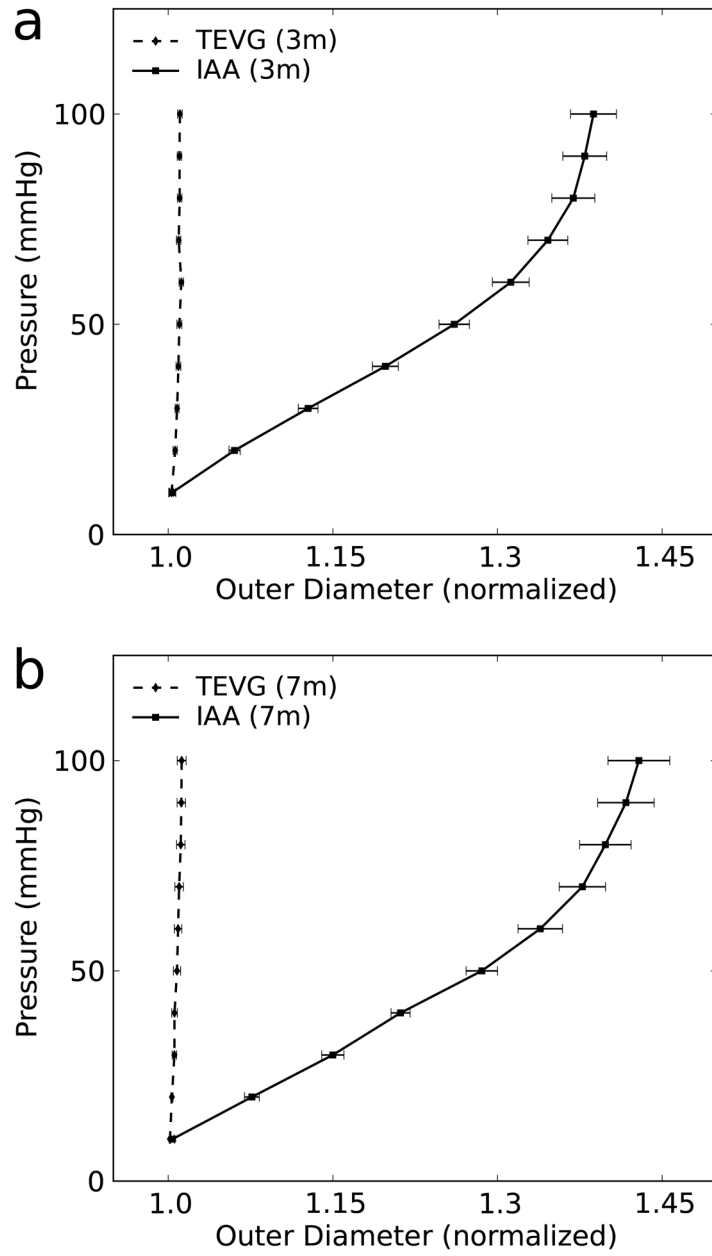 a
TEVG (3m)
IAA (3m)
100
50
0
Pressure (mmHg)
1.0 1.15 1.3 1.45
Outer Diameter (normalized)
b
TEVG (7m)
IAA (7m)
100
50
0
Pressure (mmHg)
1.0 1.15 1.3 1.45
Outer Diameter (normalized)